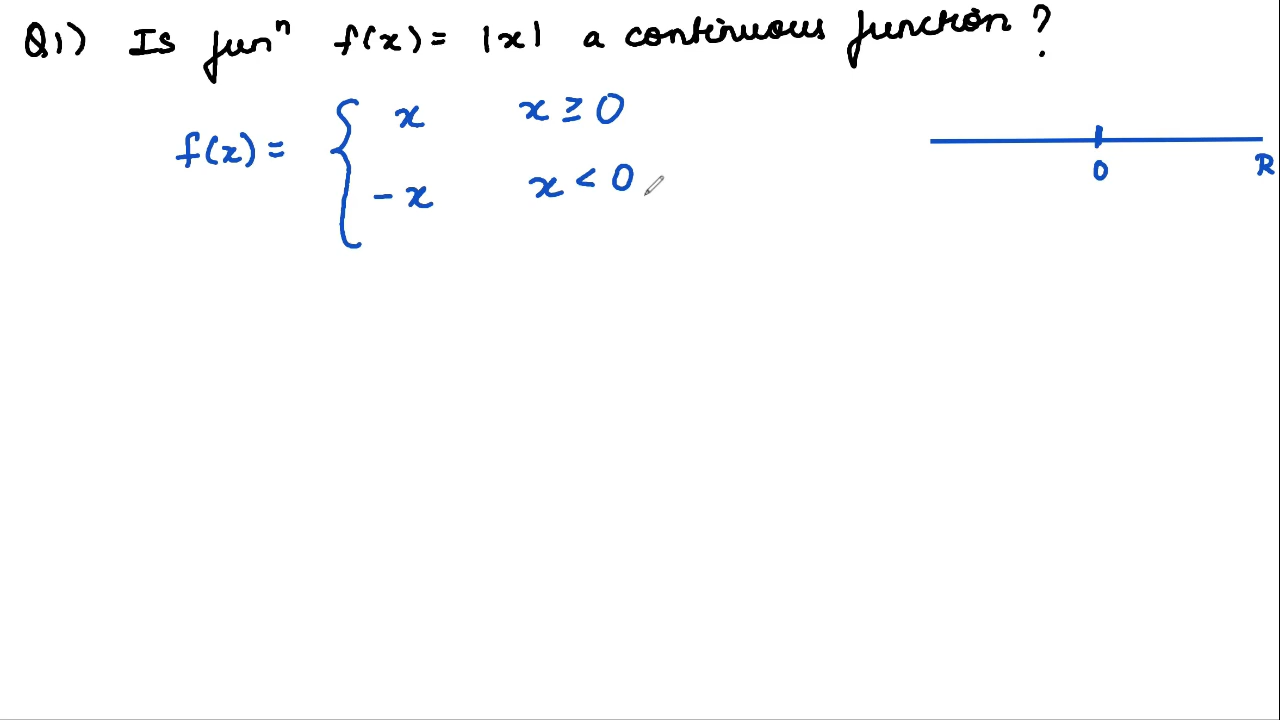 Q1) Is funⁿ f(x) = |x| a continuous function ?
f(x) = { x x ≥ 0
- x x < 0
0 R